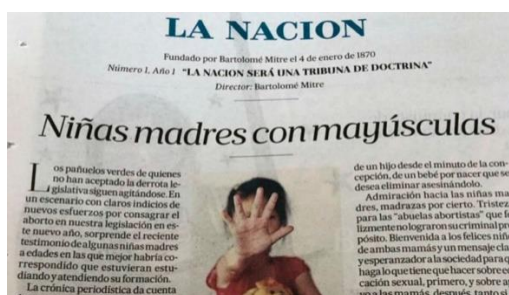 LA NACION
Fundado por Bartolomé Mitre el 4 de enero de 1870
Número 1. Año 1 "LA NACION SERÁ UNA TRIBUNA DE DOCTRINA"
Director: Bartolomé Mitre
Niñas madres con mayúsculas
Los pañuelos verdes de quienes
no han aceptado la derrota le-
gislativa siguen agitándose. En
un escenario con claros indicios de
nuevos esfuerzos por consagrar el
aborto en nuestra legislación en es-
te nuevo año, sorprende el reciente
testimonio de algunas niñas madres
a edades en las que mejor habría co-
rrespondido que estuvieran estu-
diando y atendiendo su formación.
La crónica periodística da cuenta
de un hijo desde el minuto de la con-
cepción, de un bebé por nacer que se
desea eliminar asesinándolo.
Admiración hacia las niñas ma-
dres, madrazas por cierto. Tristez
para las "abuelas abortistas" que f
lizmente no lograron su criminal pr
pósito. Bienvenida a los felices niñ
de ambas mamás y un mensaje cla
y esperanzador a la sociedad para q
haga lo que tiene que hacer sobre e
cación sexual, primero, y sobre a
las mamás, después, tanto si